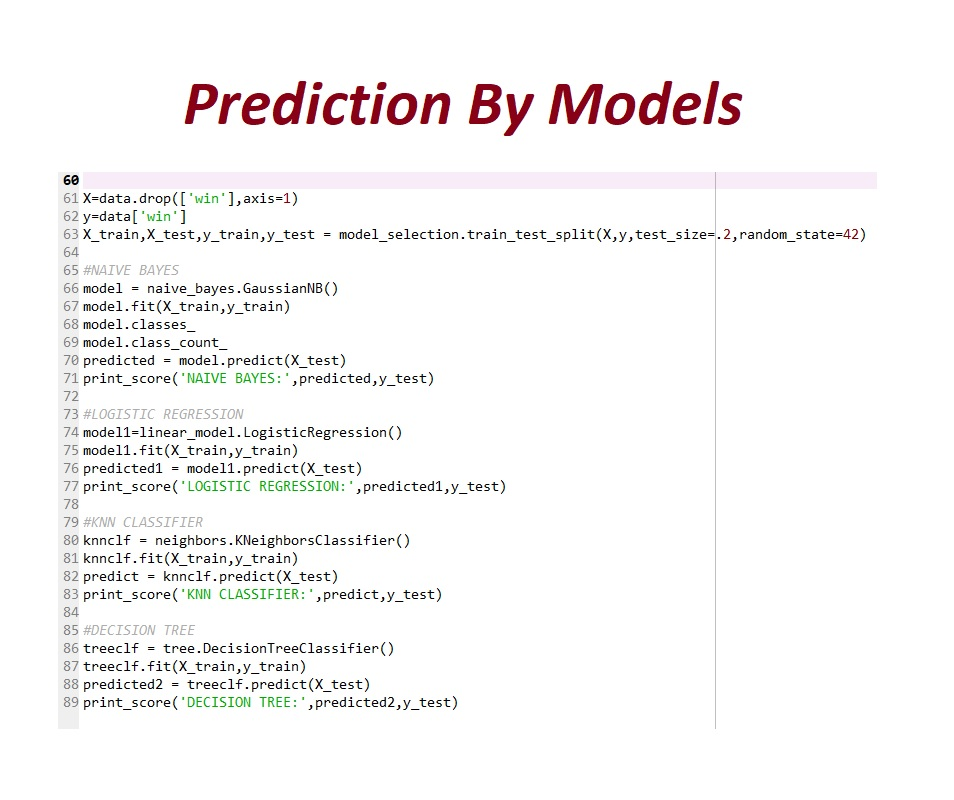 Prediction By Models
60
61 X=data.drop(['win'],axis=1)
62 y=data['win']
63 X_train,X_test,y_train,y_test = model_selection.train_test_split(X,y,test_size=.2,random_state=42)
64
65 #NAIVE BAYES
66 model = naive_bayes.GaussianNB()
67 model.fit(X_train,y_train)
68 model.classes_
69 model.class_count_
70 predicted = model.predict(X_test)
71 print_score('NAIVE BAYES:',predicted,y_test)
72
73 #LOGISTIC REGRESSION
74 model1=linear_model.LogisticRegression()
75 model1.fit(X_train,y_train)
76 predicted1 = model1.predict(X_test)
77 print_score('LOGISTIC REGRESSION:',predicted1,y_test)
78
79 #KNN CLASSIFIER
80 knnclf = neighbors.KNeighborsClassifier()
81 knnclf.fit(X_train,y_train)
82 predict = knnclf.predict(X_test)
83 print_score('KNN CLASSIFIER:',predict,y_test)
84
85 #DECISION TREE
86 treeclf = tree.DecisionTreeClassifier()
87 treeclf.fit(X_train,y_train)
88 predicted2 = treeclf.predict(X_test)
89 print_score('DECISION TREE:',predicted2,y_test)